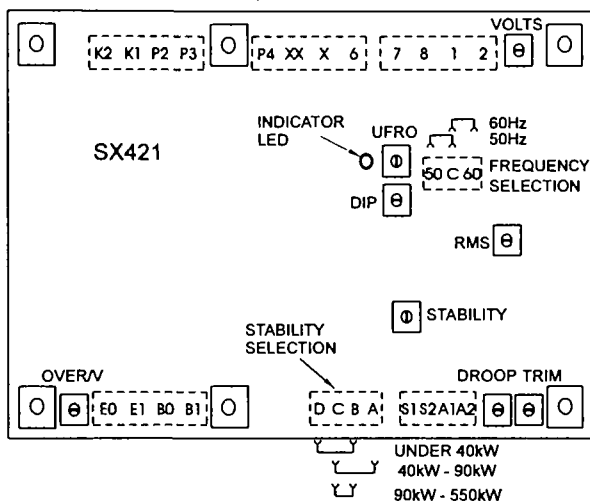 VOLTS
K2 K1 P2 P3 P4 XX X 6 7 8 1 2
INDICATOR
LED
UFRO
60Hz
50Hz
SX421
50 C 60
FREQUENCY
SELECTION
DIP
RMS
STABILITY
STABILITY
SELECTION
OVER/V
DROOP TRIM
E0 E1 B0 B1
D C B A
S1 S2 A1 A2
UNDER 40kW
40kW - 90kW
90kW - 550kW